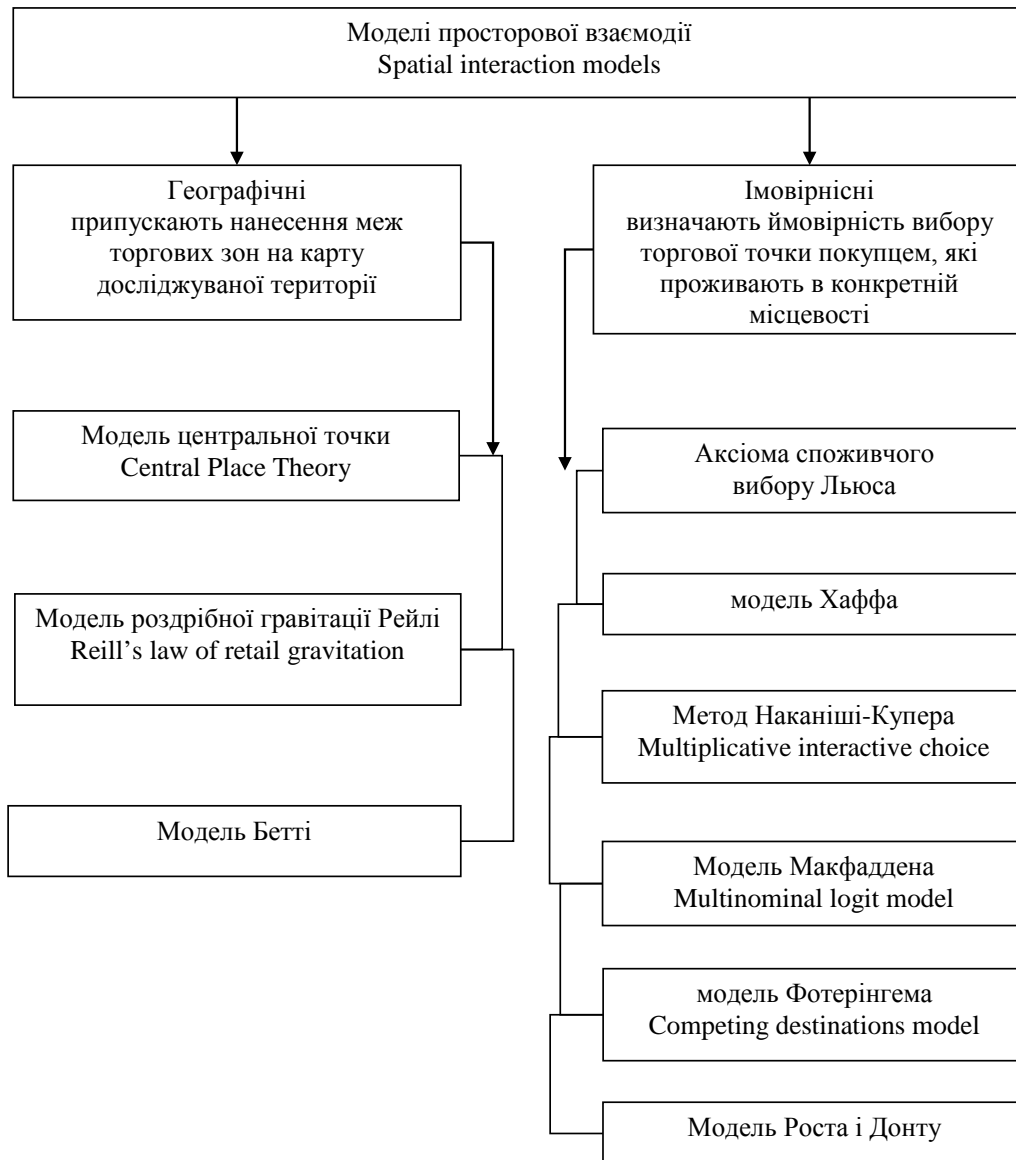 Моделі просторової взаємодії
Spatial interaction models
Географічні
припускають нанесення меж
торгових зон на карту
досліджуваної території
Імовірнісні
визначають ймовірність вибору
торгової точки покупцем, які
проживають в конкретній
місцевості
Модель центральної точки
Central Place Theory
Модель роздрібної гравітації Рейлі
Reill’s law of retail gravitation
Модель Бетті
Аксіома споживчого
вибору Льюса
модель Хаффа
Метод Наканіші-Купера
Multiplicative interactive choice
Модель Макфаддена
Multinominal logit model
модель Фотерінгема
Competing destinations model
Модель Роста і Донту